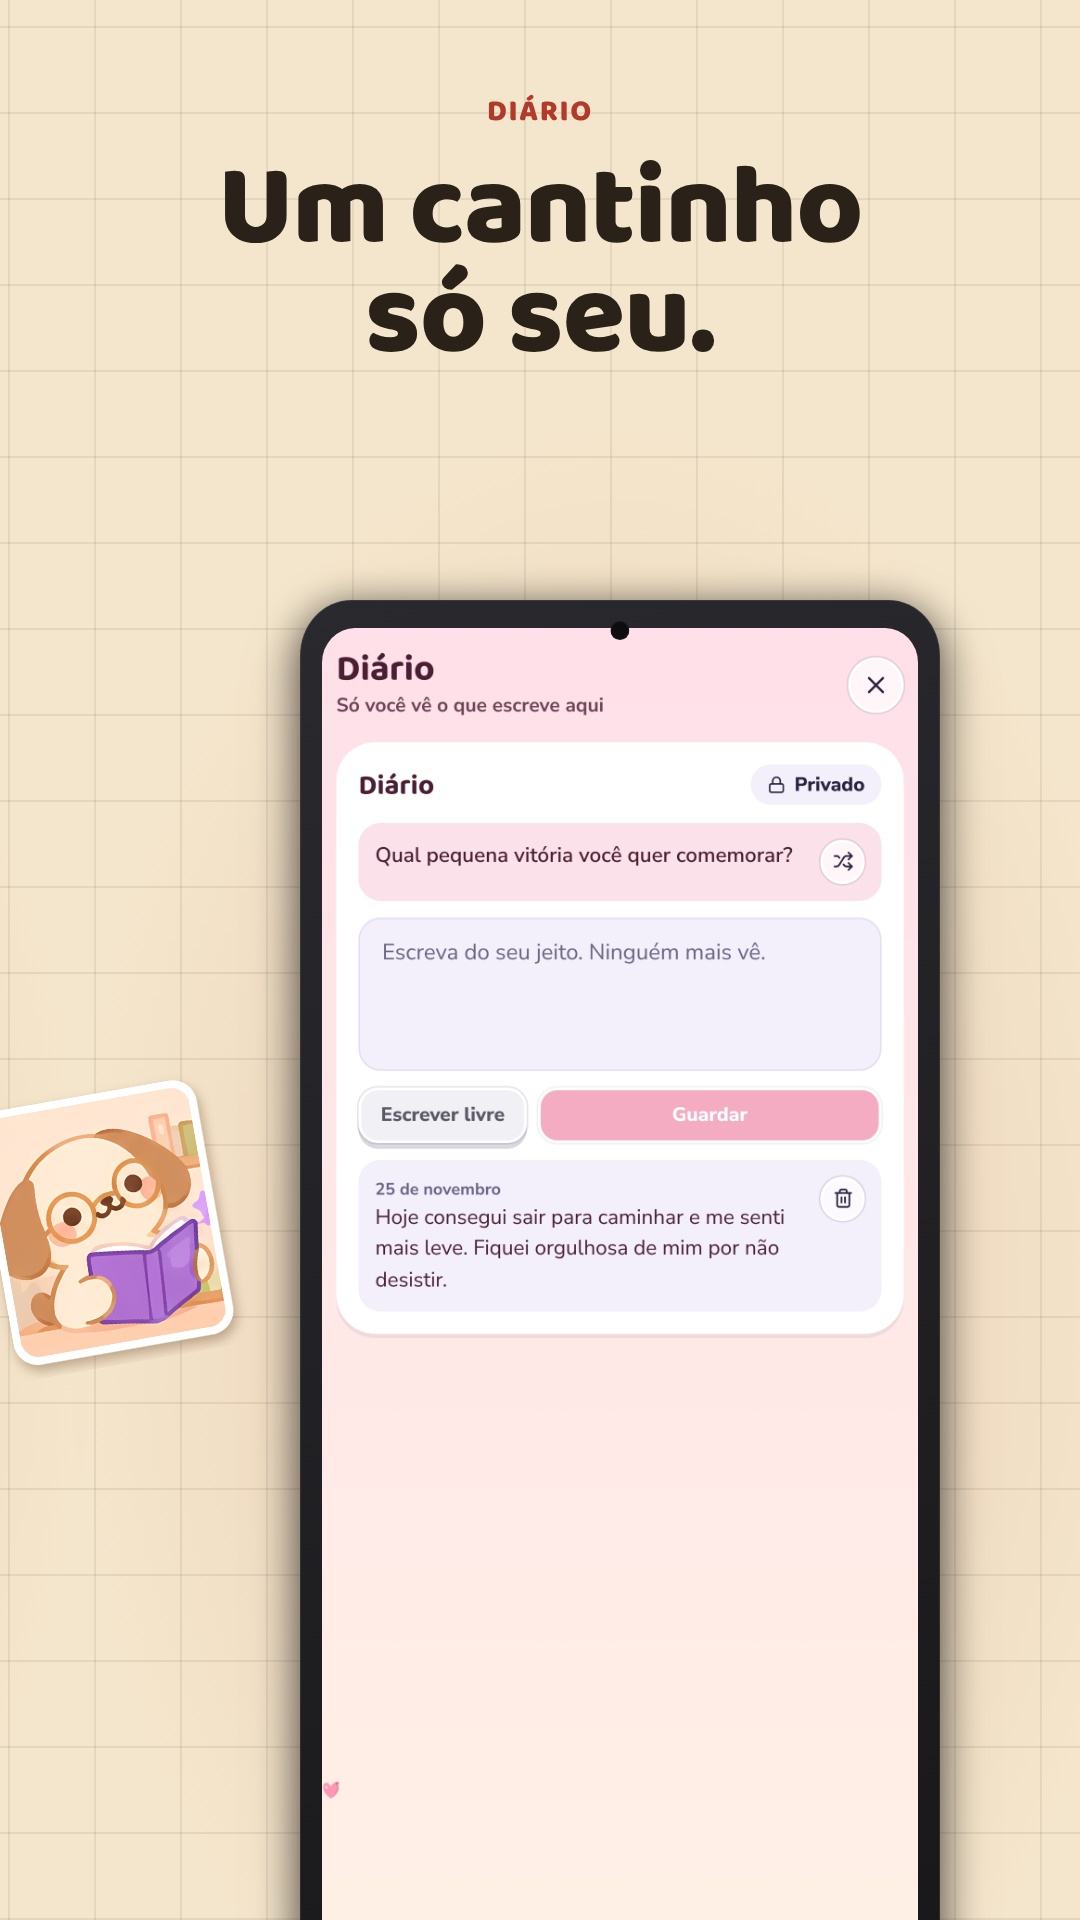 DIÁRIO
Um cantinho
só seu.
Diário
Só você vê o que escreve aqui
Diário
Privado
Qual pequena vitória você quer comemorar?
Escreva do seu jeito. Ninguém mais vê.
Escrever livre
Guardar
25 de novembro
Hoje consegui sair para caminhar e me senti
mais leve. Fiquei orgulhosa de mim por não
desistir.